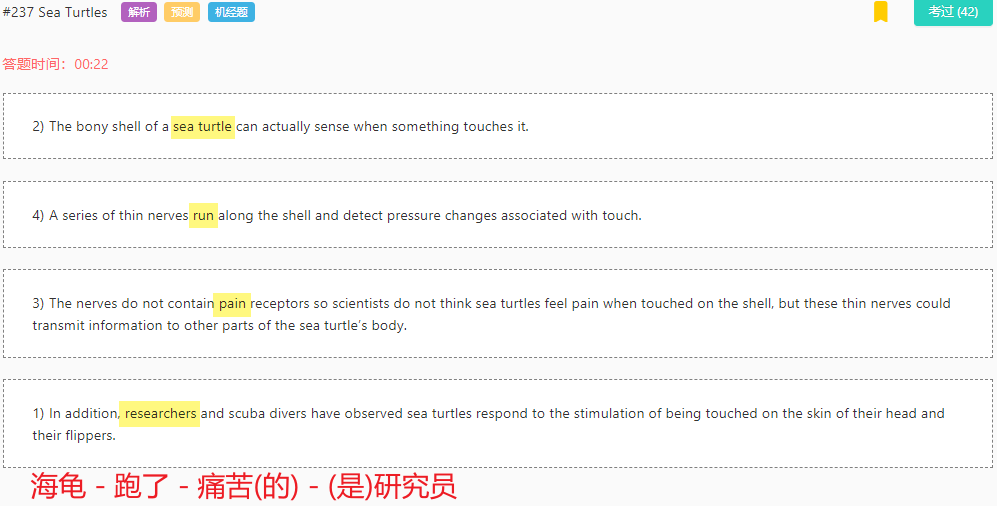 #237 Sea Turtles 解析 预测 机经题 考过 (42)
答题时间：00:22
2) The bony shell of a sea turtle can actually sense when something touches it.
4) A series of thin nerves run along the shell and detect pressure changes associated with touch.
3) The nerves do not contain pain receptors so scientists do not think sea turtles feel pain when touched on the shell, but these thin nerves could
transmit information to other parts of the sea turtle's body.
1) In addition, researchers and scuba divers have observed sea turtles respond to the stimulation of being touched on the skin of their head and
their flippers.
海龟 - 跑了 - 痛苦(的) - (是)研究员